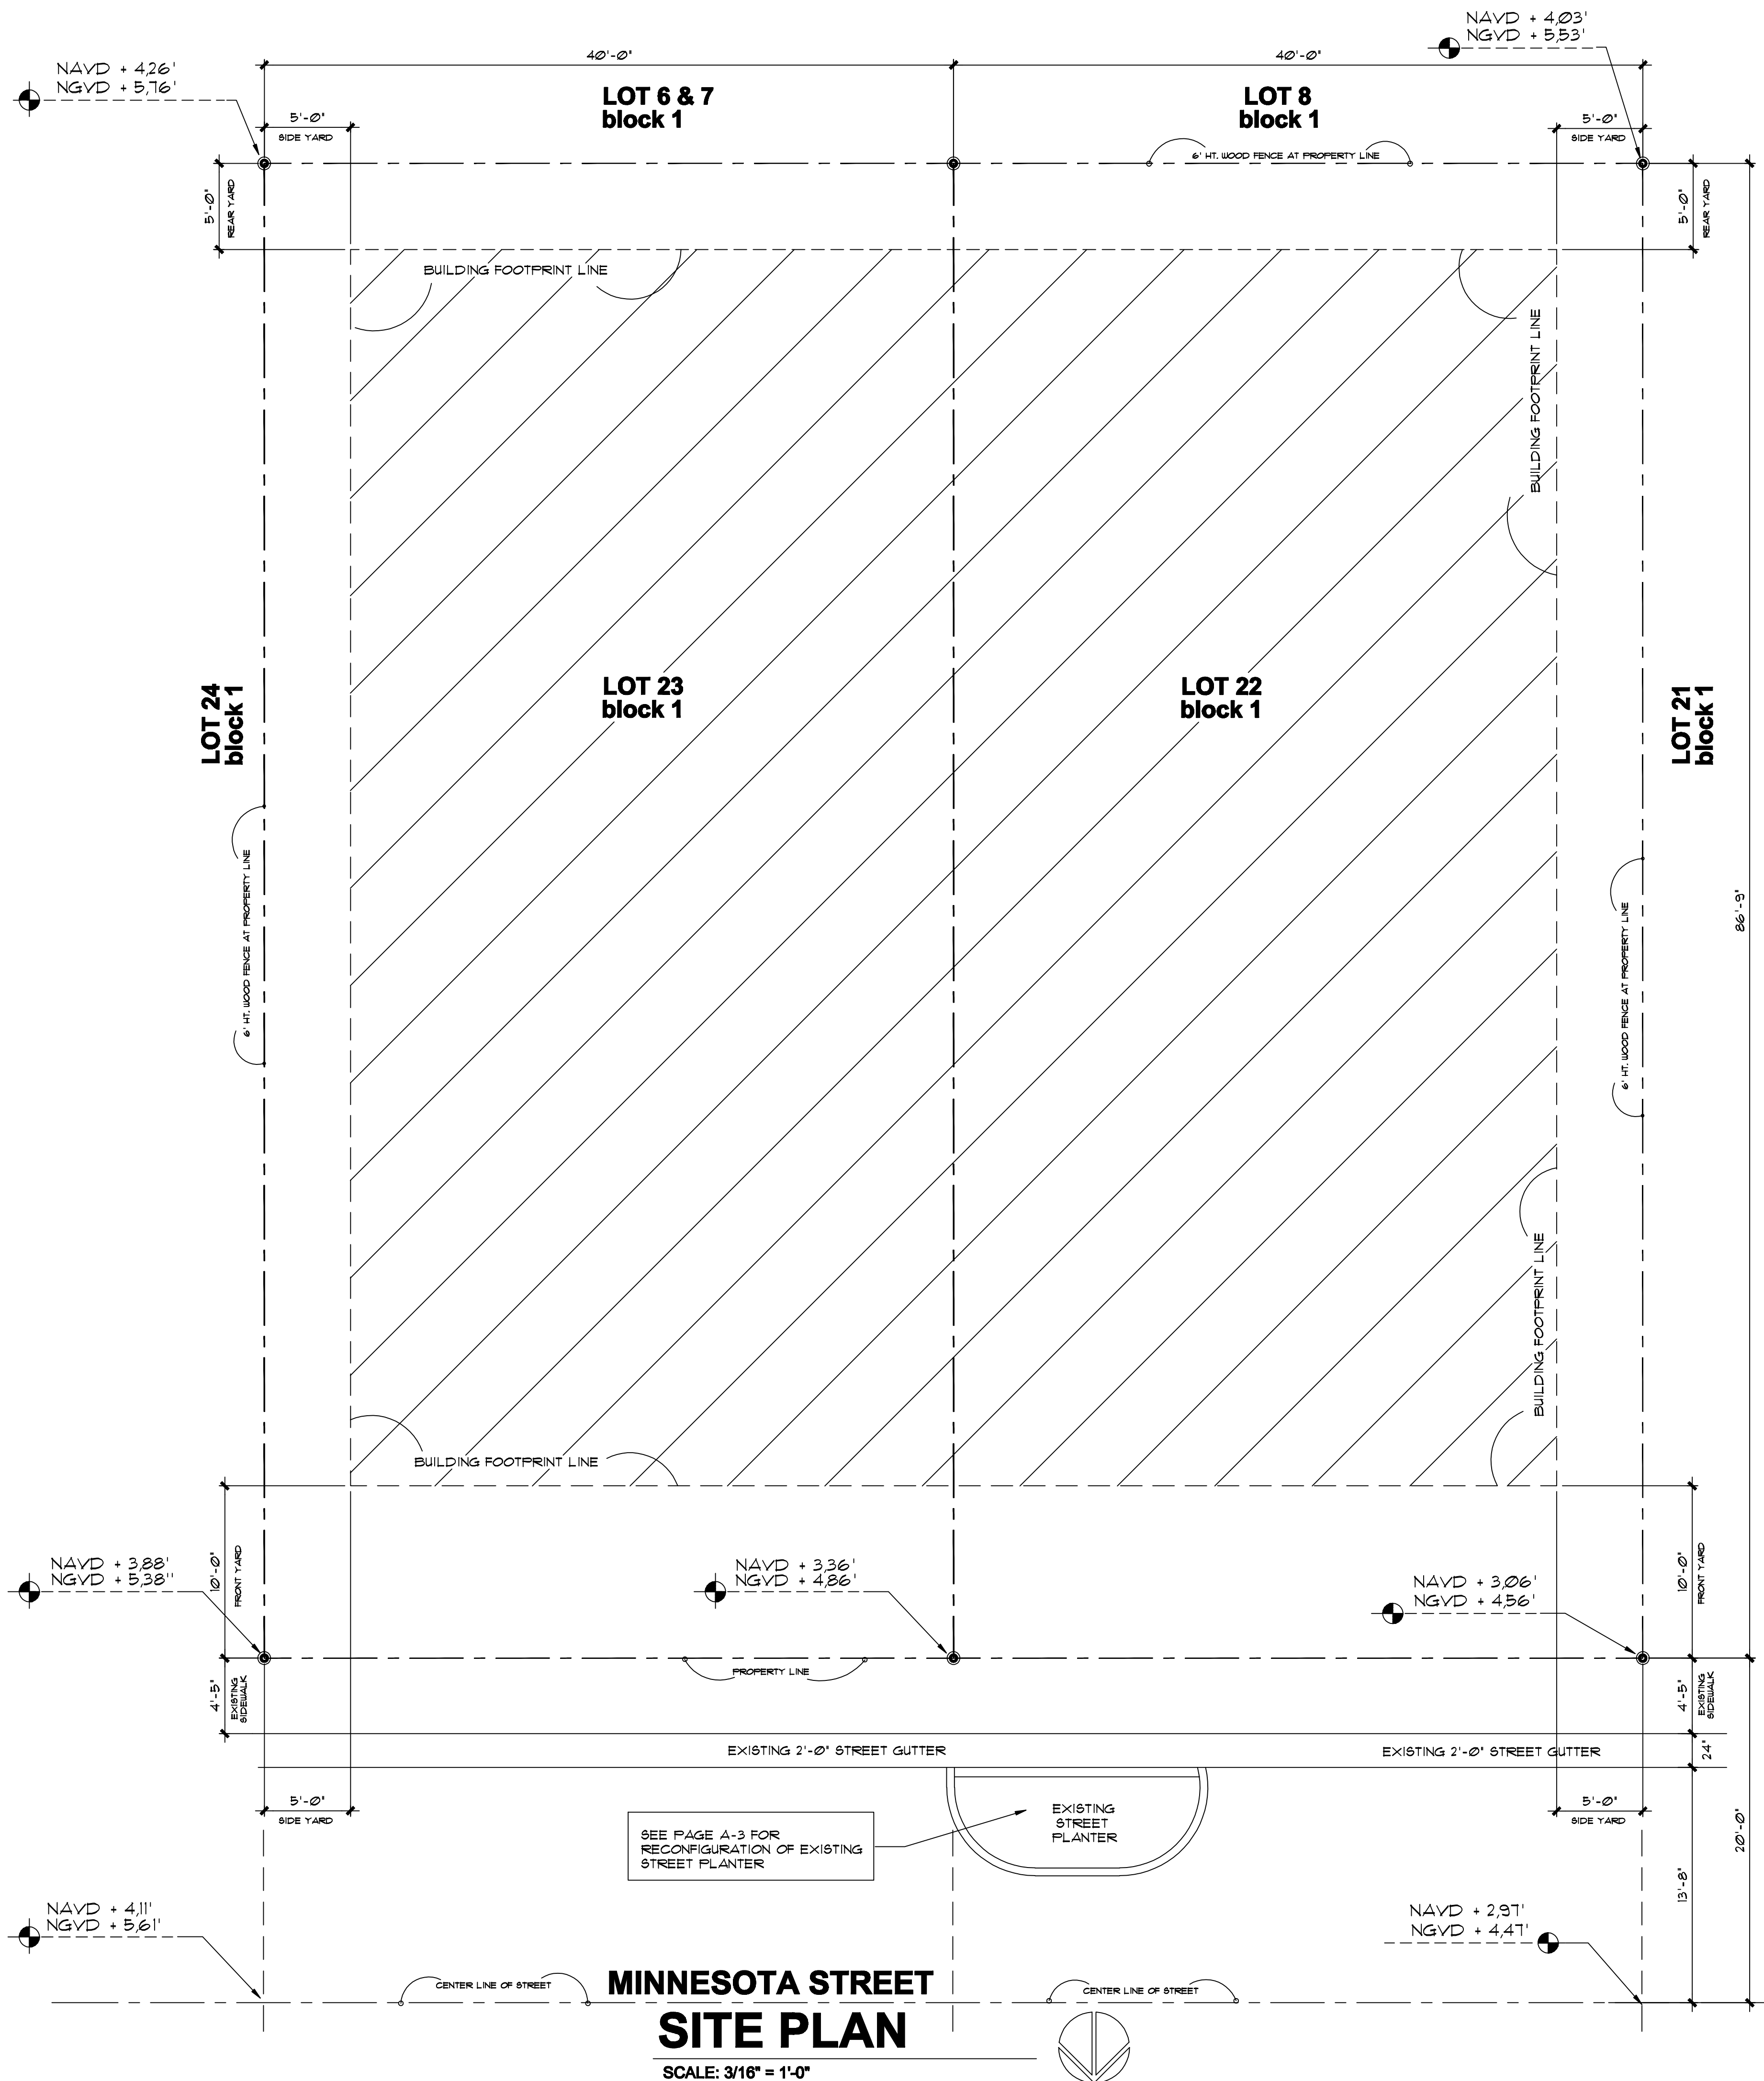 NAVD + 4,03'
NGVD + 5,53'
40'-0"
40'-0"
NAVD + 4,26'
NGVD + 5,76'
LOT 6 & 7
block 1
LOT 8
block 1
5'-0"
SIDE YARD
5'-0"
SIDE YARD
6' HT. WOOD FENCE AT PROPERTY LINE
5'-0"
REAR YARD
5'-0"
REAR YARD
BUILDING FOOTPRINT LINE
BUILDING FOOTPRINT LINE
LOT 24
block 1
LOT 23
block 1
LOT 22
block 1
LOT 21
block 1
6' HT. WOOD FENCE AT PROPERTY LINE
6' HT. WOOD FENCE AT PROPERTY LINE
86'-9"
BUILDING FOOTPRINT LINE
BUILDING FOOTPRINT LINE
NAVD + 3,88'
NGVD + 5,38''
10'-0"
FRONT YARD
NAVD + 3,36'
NGVD + 4,86'
NAVD + 3,06'
NGVD + 4,56'
10'-0"
FRONT YARD
PROPERTY LINE
4'-5"
EXISTING
SIDEWALK
4'-5"
EXISTING
SIDEWALK
EXISTING 2'-0" STREET GUTTER
EXISTING 2'-0" STREET GUTTER
24"
5'-0"
SIDE YARD
5'-0"
SIDE YARD
EXISTING
STREET
PLANTER
SEE PAGE A-3 FOR
RECONFIGURATION OF EXISTING
STREET PLANTER
20'-0"
13'-8"
NAVD + 4,11'
NGVD + 5,61'
NAVD + 2,97'
NGVD + 4,47'
CENTER LINE OF STREET
MINNESOTA STREET
CENTER LINE OF STREET
SITE PLAN
SCALE: 3/16" = 1'-0"